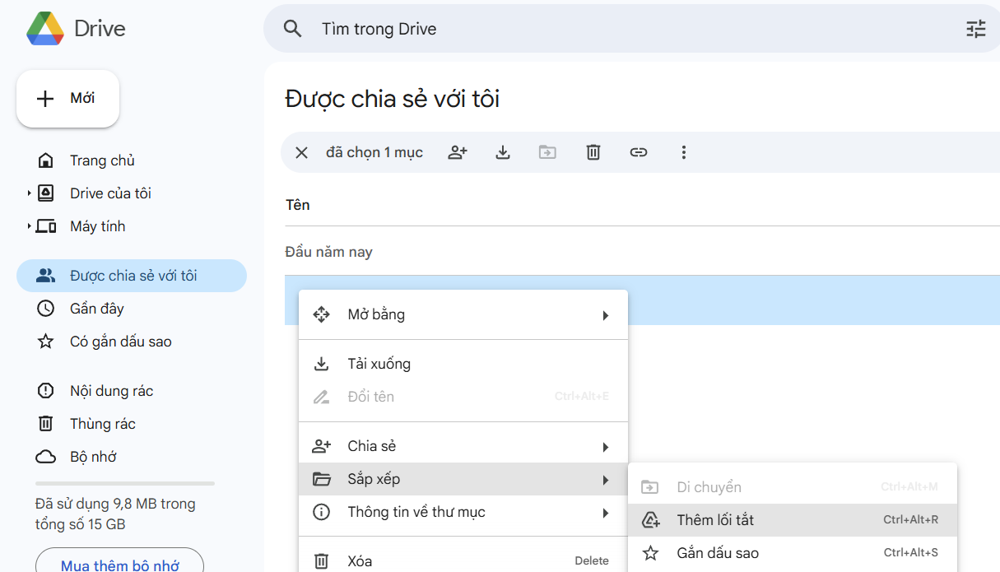 Drive
Tìm trong Drive
Mới
Trang chủ
Drive của tôi
Máy tính
Được chia sẻ với tôi
Gần đây
Có gắn dấu sao
Nội dung rác
Thùng rác
Bộ nhớ
Đã sử dụng 9,8 MB trong
tổng số 15 GB
Mua thêm bộ nhớ
Được chia sẻ với tôi
đã chọn 1 mục
Tên
Đầu năm nay
Mở bằng
Tải xuống
Đổi tên Ctrl+Alt+E
Chia sẻ
Sắp xếp
Thông tin về thư mục
Xóa Delete
Di chuyển Ctrl+Alt+M
Thêm lối tắt Ctrl+Alt+R
Gắn dấu sao Ctrl+Alt+S